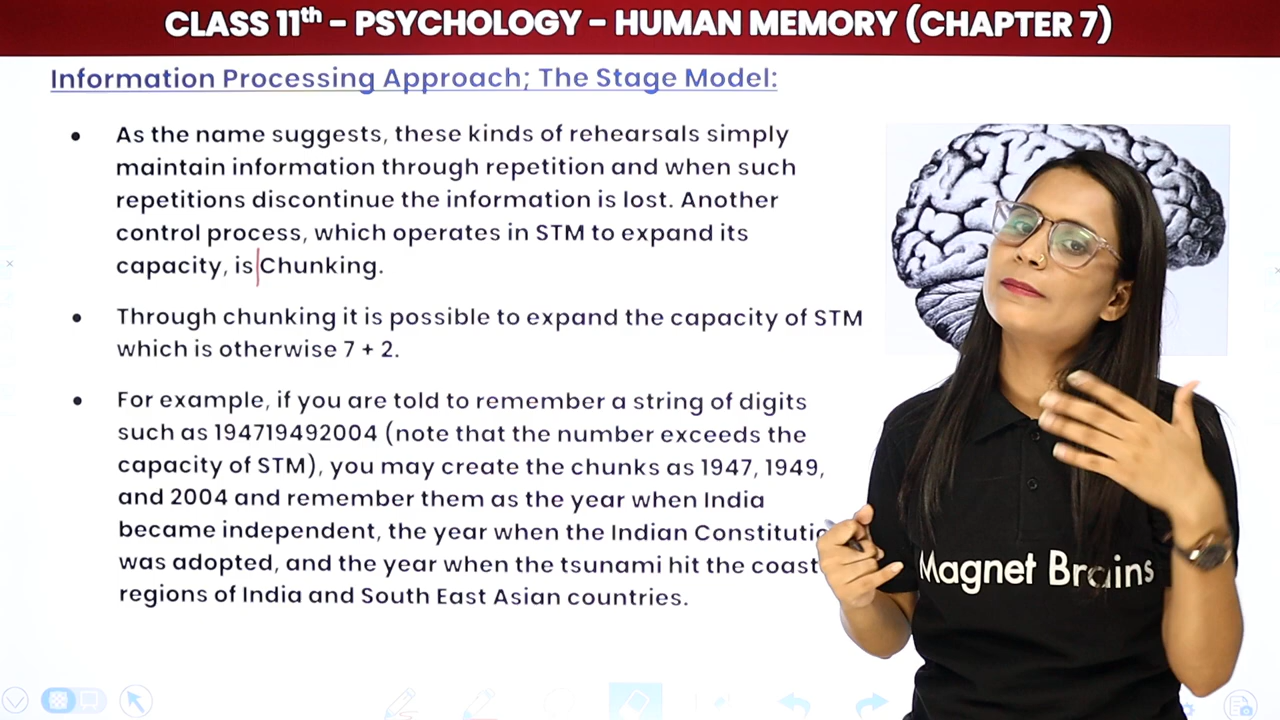 CLASS 11th - PSYCHOLOGY - HUMAN MEMORY (CHAPTER 7)
Information Processing Approach; The Stage Model:
• As the name suggests, these kinds of rehearsals simply
maintain information through repetition and when such
repetitions discontinue the information is lost. Another
control process, which operates in STM to expand its
capacity, is Chunking.
• Through chunking it is possible to expand the capacity of STM
which is otherwise 7 + 2.
• For example, if you are told to remember a string of digits
such as 194719492004 (note that the number exceeds the
capacity of STM), you may create the chunks as 1947, 1949,
and 2004 and remember them as the year when India
became independent, the year when the Indian Constitutio
was adopted, and the year when the tsunami hit the coast
regions of India and South East Asian countries.
Magnet Brains